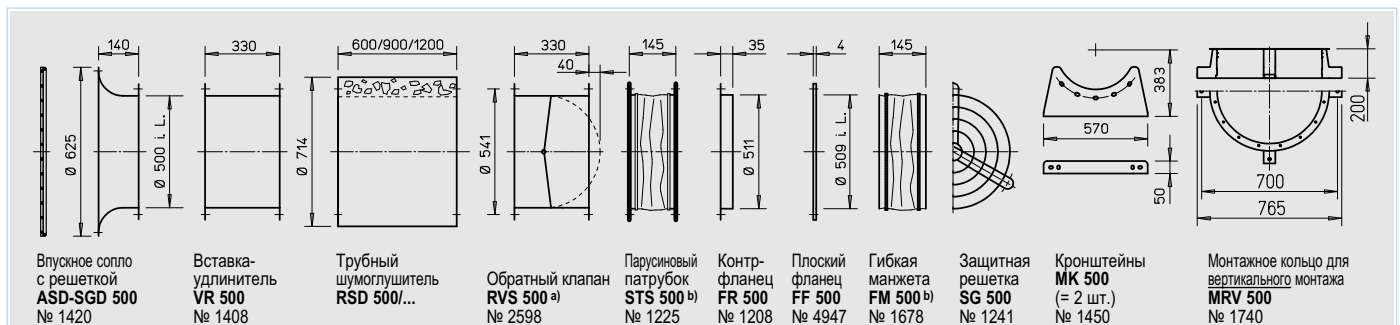 140
330
600/900/1200
330
40
145
35
4
145
383
200
Ø 625
Ø 500 i. L.
Ø 714
Ø 541
Ø 511
Ø 509 i. L.
570
50
700
765
Впускное сопло
с решеткой
ASD-SGD 500
№ 1420
Вставка-
удлинитель
VR 500
№ 1408
Трубный
шумоглушитель
RSD 500/...
Обратный клапан
RVS 500 a)
№ 2598
Парусиновый
патрубок
STS 500 b)
№ 1225
Контр-
фланец
FR 500
№ 1208
Плоский
фланец
FF 500
№ 4947
Гибкая
манжета
FM 500 b)
№ 1678
Защитная
решетка
SG 500
№ 1241
Кронштейны
MK 500
(= 2 шт.)
№ 1450
Монтажное кольцо для
вертикального монтажа
MRV 500
№ 1740